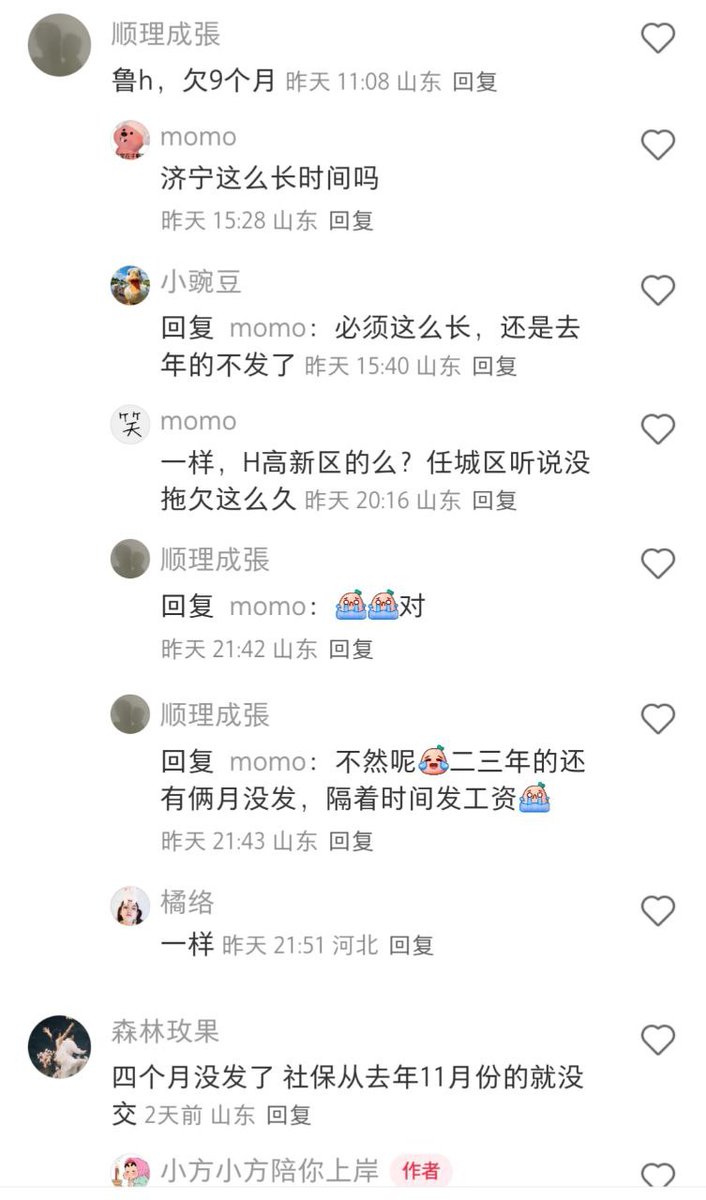 顺理成張
鲁h，欠9个月 昨天 11:08 山东 回复
momo
济宁这么长时间吗
昨天 15:28 山东 回复
小豌豆
回复 momo：必须这么长，还是去
年的不发了 昨天 15:40 山东 回复
笑
momo
一样，H高新区的么？任城区听说没
拖欠这么久 昨天 20:16 山东 回复
顺理成張
回复 momo：对
昨天 21:42 山东 回复
顺理成張
回复 momo：不然呢二三年的还
有俩月没发，隔着时间发工资
昨天 21:43 山东 回复
橘络
一样 昨天 21:51 河北 回复
森林玫果
四个月没发了 社保从去年11月份的就没
交 2天前 山东 回复
小方小方陪你上岸 作者